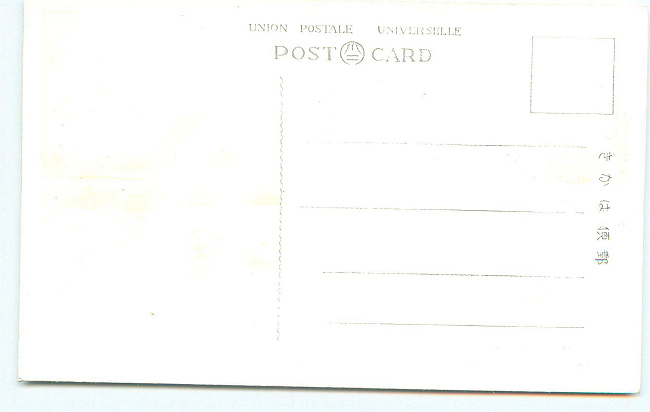 UNION POSTALE UNIVERSELLE
POST CARD
きかは便郵